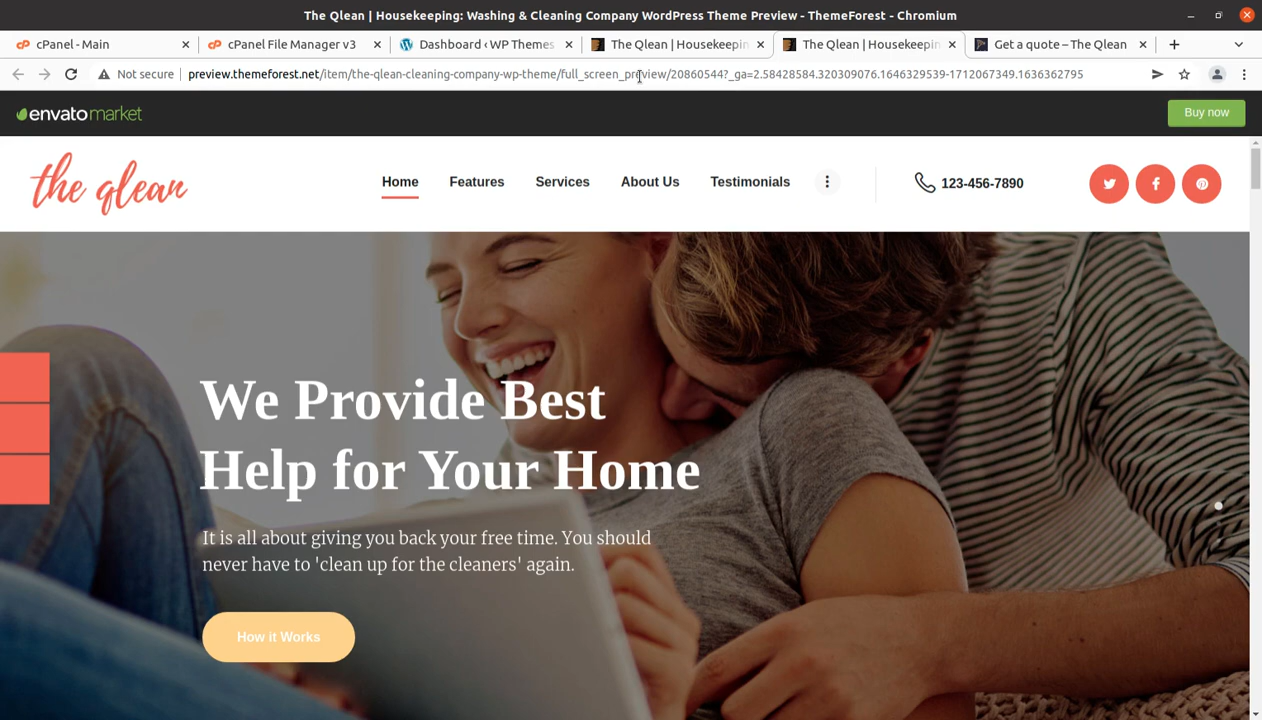 The Qlean | Housekeeping: Washing & Cleaning Company WordPress Theme Preview - ThemeForest - Chromium
cPanel - Main
cPanel File Manager v3
Dashboard ‹ WP Themes
The Qlean | Housekeepin
The Qlean | Housekeepin
Get a quote – The Qlean
Not secure
preview.themeforest.net/item/the-qlean-cleaning-company-wp-theme/full_screen_preview/20860544?_ga=2.58428584.320309076.1646329539-1712067349.1636362795
envatomarket
Buy now
the qlean
Home
Features
Services
About Us
Testimonials
123-456-7890
We Provide Best
Help for Your Home
It is all about giving you back your free time. You should
never have to 'clean up for the cleaners' again.
How it Works